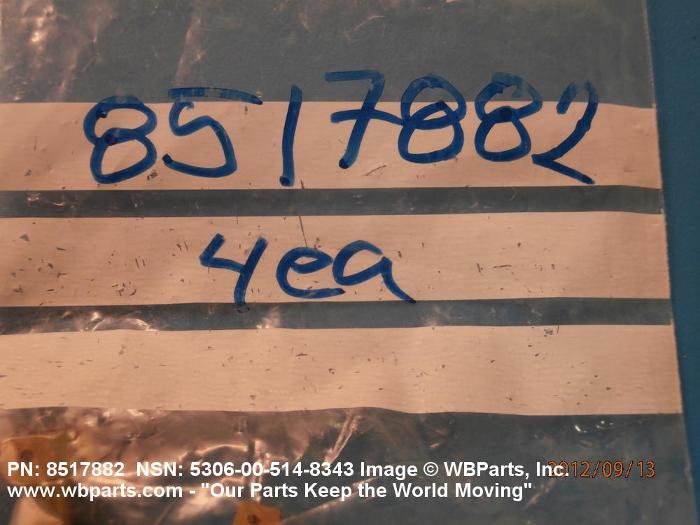 8517882
4ea
2012/09/13
PN: 8517882 NSN: 5306-00-514-8343 Image © WBParts, Inc.
www.wbparts.com - "Our Parts Keep the World Moving"